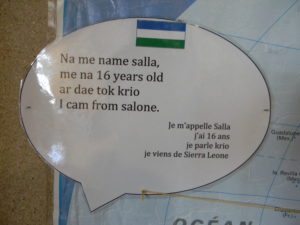 Na me name salla,
me na 16 years old
ar dae tok krio
I cam from salone.
Je m'appelle Salla
j'ai 16 ans
je parle krio
je viens de Sierra Leone
OCÉAN